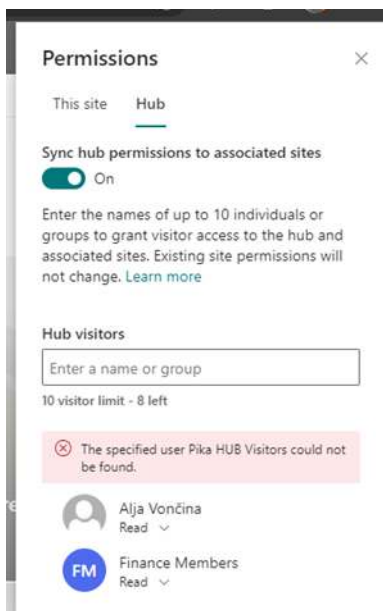 Permissions
This site Hub
Sync hub permissions to associated sites
On
Enter the names of up to 10 individuals or
groups to grant visitor access to the hub and
associated sites. Existing site permissions will
not change. Learn more
Hub visitors
Enter a name or group
10 visitor limit - 8 left
The specified user Pika HUB Visitors could not
be found.
Alja Vončina
Read
FM
Finance Members
Read